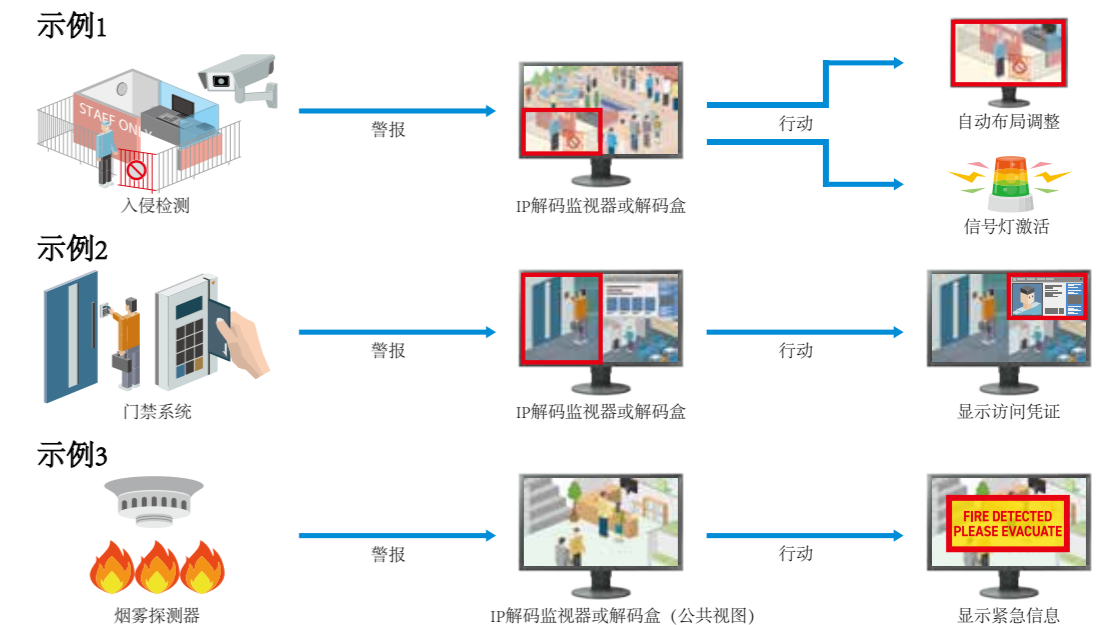 示例1
STAFF ONLY
入侵检测
警报
IP解码监视器或解码盒
行动
自动布局调整
信号灯激活
示例2
门禁系统
警报
IP解码监视器或解码盒
行动
显示访问凭证
示例3
烟雾探测器
警报
IP解码监视器或解码盒(公共视图)
行动
FIRE DETECTED
PLEASE EVACUATE
显示紧急信息